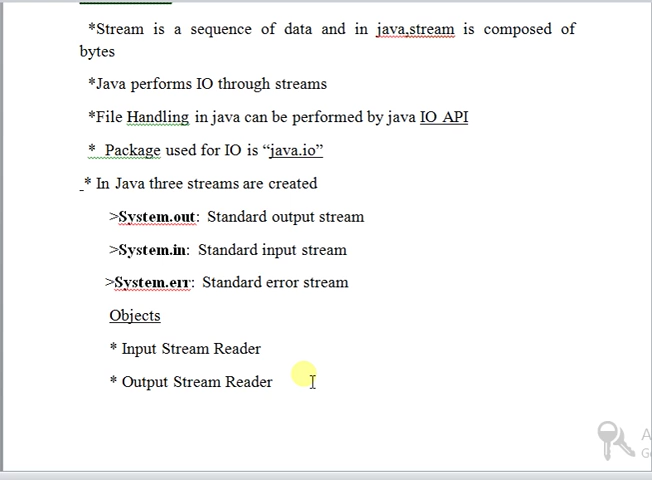 *Stream is a sequence of data and in java,stream is composed of
bytes
*Java performs IO through streams
*File Handling in java can be performed by java IO API
* Package used for IO is “java.io”
* In Java three streams are created
>System.out: Standard output stream
>System.in: Standard input stream
>System.err: Standard error stream
Objects
* Input Stream Reader
* Output Stream Reader